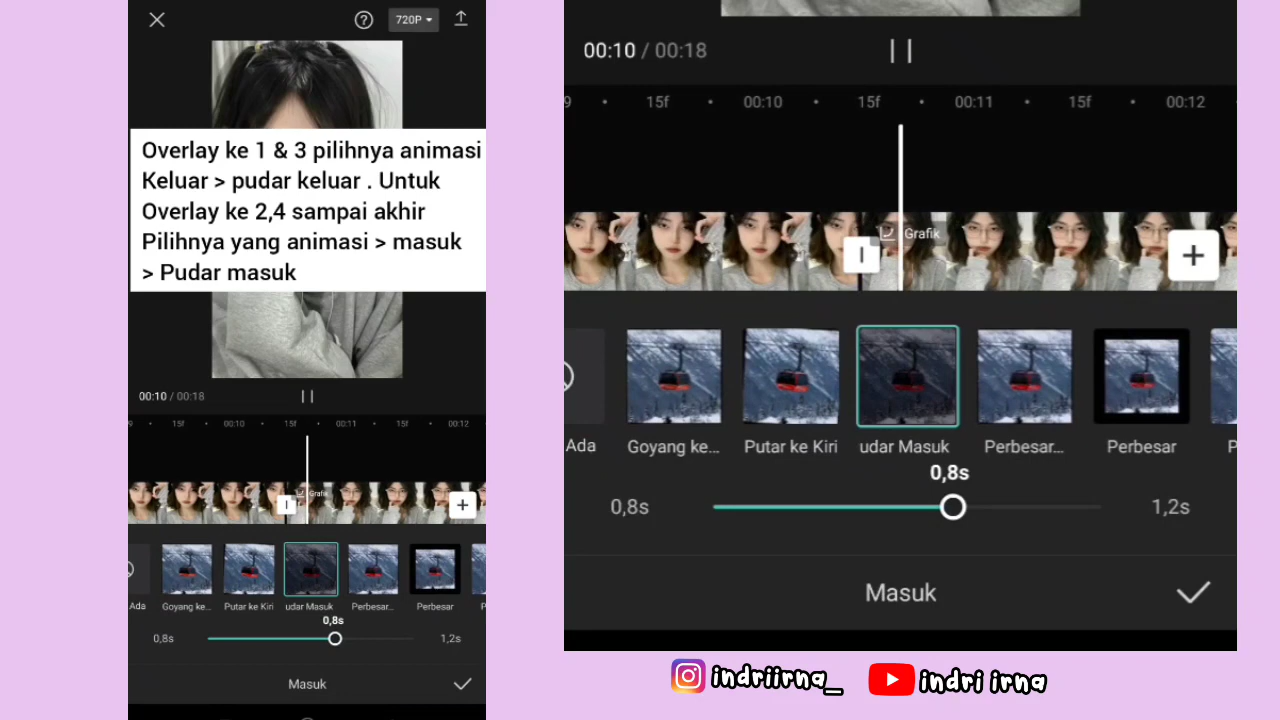 720P
Overlay ke 1 & 3 pilihnya animasi
Keluar > pudar keluar . Untuk
Overlay ke 2,4 sampai akhir
Pilihnya yang animasi > masuk
> Pudar masuk
00:10 / 00:18
9 15f 00:10 15f 00:11 15f 00:12
Grafik
Ada Goyang ke... Putar ke Kiri udar Masuk Perbesar... Perbesar P
0,8s
0,8s 1,2s
Masuk
00:10 / 00:18
9 15f 00:10 15f 00:11 15f 00:12
Grafik
Ada Goyang ke... Putar ke Kiri udar Masuk Perbesar... Perbesar P
0,8s
0,8s 1,2s
Masuk
indriirna_ indri irna